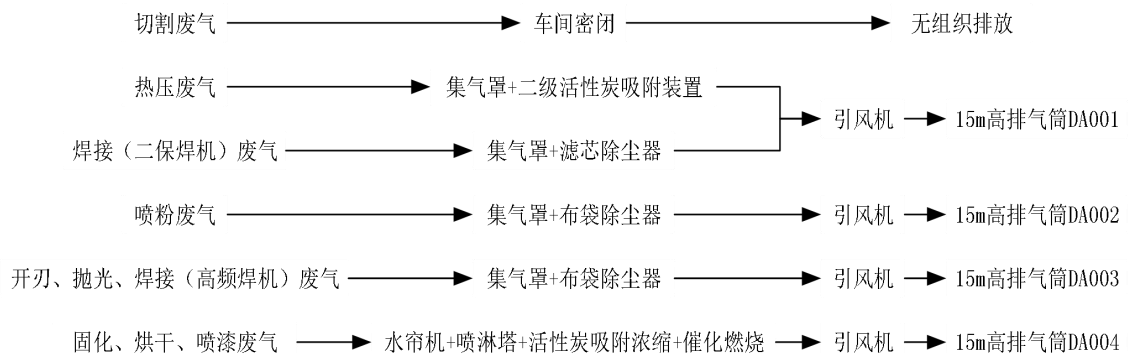 切割废气 车间密闭 无组织排放
热压废气 集气罩+二级活性炭吸附装置
引风机 15m高排气筒DA001
焊接（二保焊机）废气 集气罩+滤芯除尘器
喷粉废气 集气罩+布袋除尘器 引风机 15m高排气筒DA002
开刃、抛光、焊接（高频焊机）废气 集气罩+布袋除尘器 引风机 15m高排气筒DA003
固化、烘干、喷漆废气 水帘机+喷淋塔+活性炭吸附浓缩+催化燃烧 引风机 15m高排气筒DA004